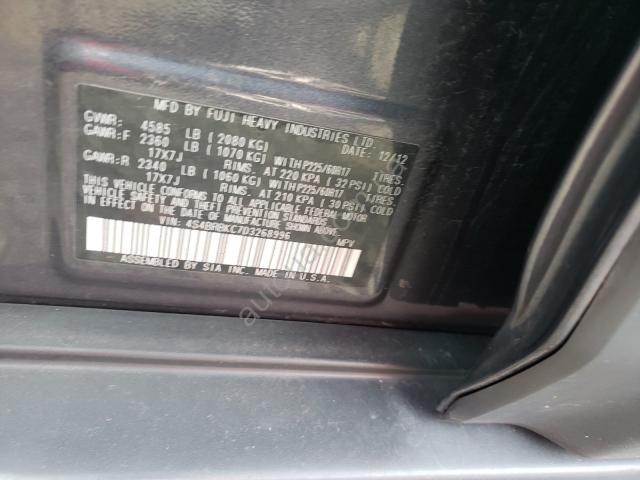 MFD BY FUJI HEAVY INDUSTRIES LTD.
GVWR: 4585 LB ( 2080 KG) DATE: 12/12
GAWR:F 2360 LB ( 1070 KG) WITH P225/60R17 TIRES.
17X7J RIMS, AT 220 KPA ( 32 PSI) COLD
GAWR:R 2340 LB ( 1060 KG) WITH P225/60R17 TIRES.
17X7J RIMS, AT 210 KPA ( 30 PSI) COLD
THIS VEHICLE CONFORMS TO ALL APPLICABLE FEDERAL MOTOR
VEHICLE SAFETY, BUMPER, AND THEFT PREVENTION STANDARDS
IN EFFECT ON THE DATE OF MANUFACTURE SHOWN ABOVE.
VIN: 4S4BRBKC7D3268996 MPV
ASSEMBLED BY SIA INC. MADE IN U.S.A.